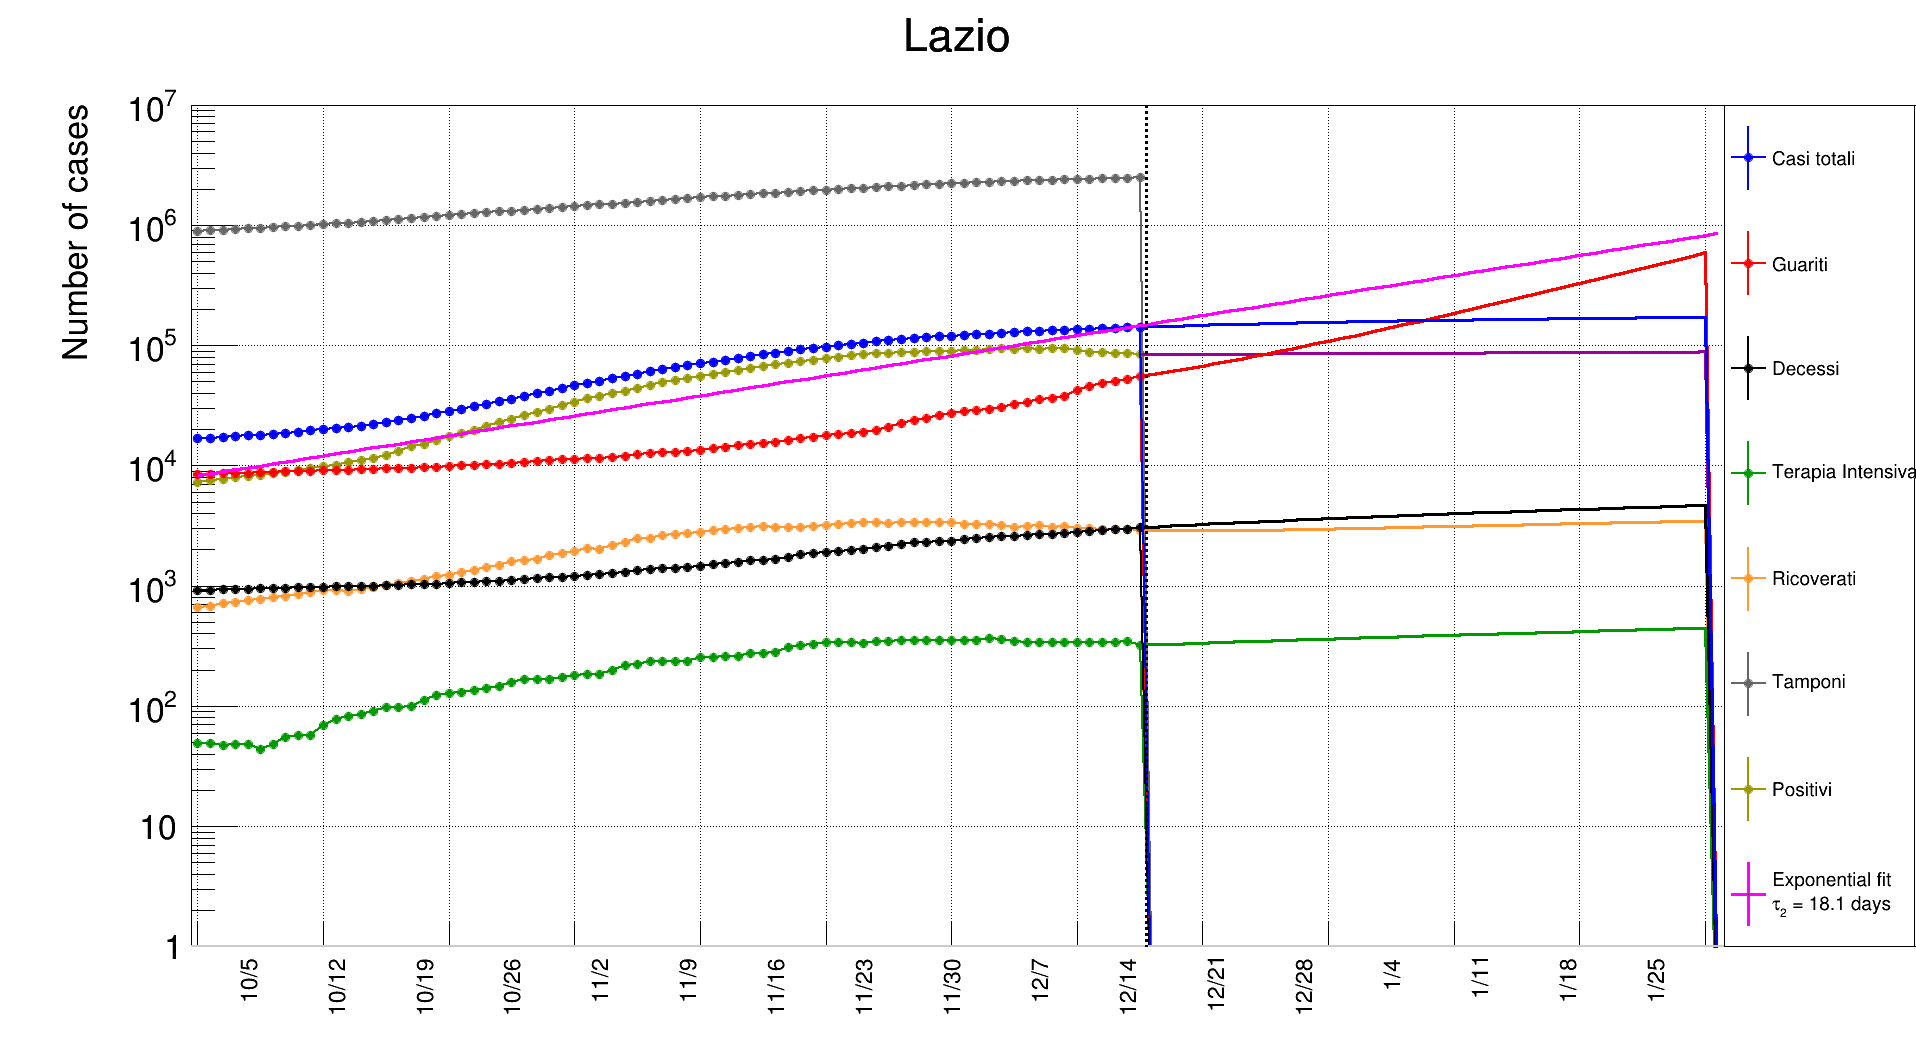 Lazio
Number of cases
10^7
10^6
10^5
10^4
10^3
10^2
10
1
10/5
10/12
10/19
10/26
11/2
11/9
11/16
11/23
11/30
12/7
12/14
12/21
12/28
1/4
1/11
1/18
1/25
Casi totali
Guariti
Decessi
Terapia Intensiva
Ricoverati
Tamponi
Positivi
Exponential fit
τ₂ = 18.1 days